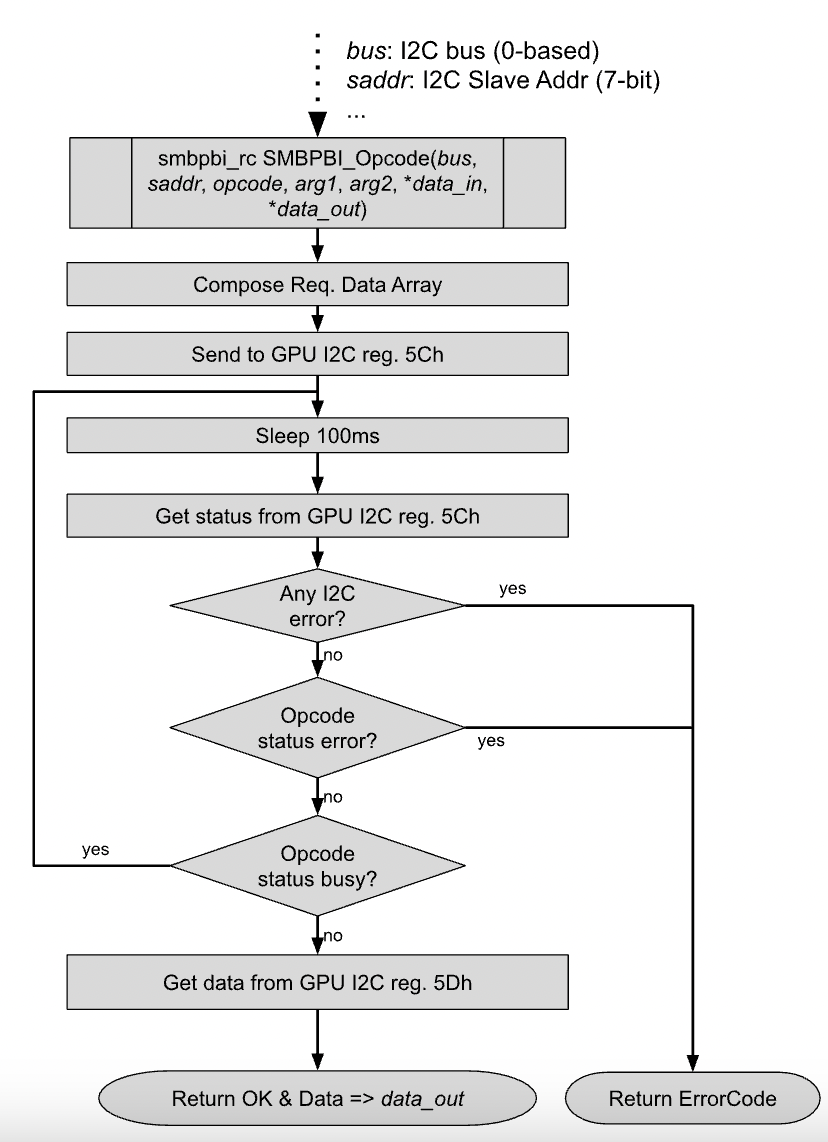 bus: I2C bus (0-based)
saddr: I2C Slave Addr (7-bit)
...
smbpbi_rc SMBPBI_Opcode(bus,
saddr, opcode, arg1, arg2, *data_in,
*data_out)
Compose Req. Data Array
Send to GPU I2C reg. 5Ch
Sleep 100ms
Get status from GPU I2C reg. 5Ch
Any I2C
error?
yes
no
Opcode
status error?
yes
no
Opcode
status busy?
yes
no
Get data from GPU I2C reg. 5Dh
Return OK & Data => data_out
Return ErrorCode